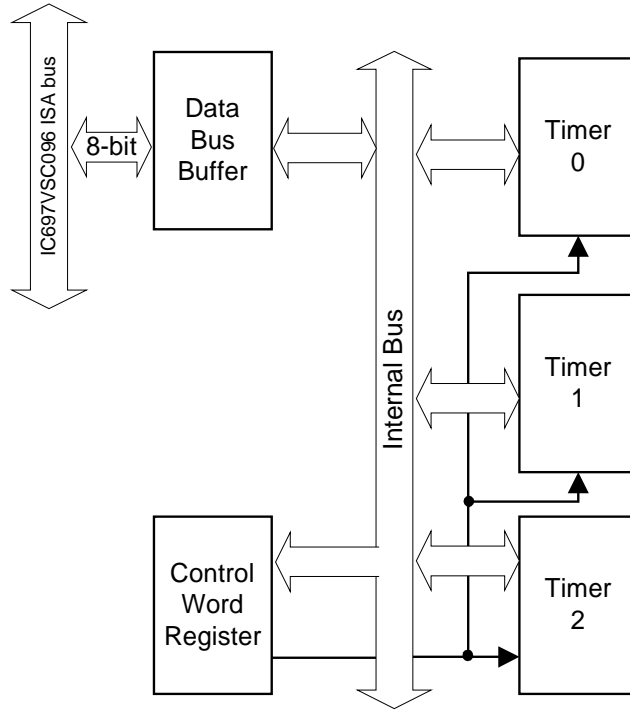 IC697VSC096 ISA bus
8-bit
Data
Bus
Buffer
Internal Bus
Timer
0
Timer
1
Control
Word
Register
Timer
2